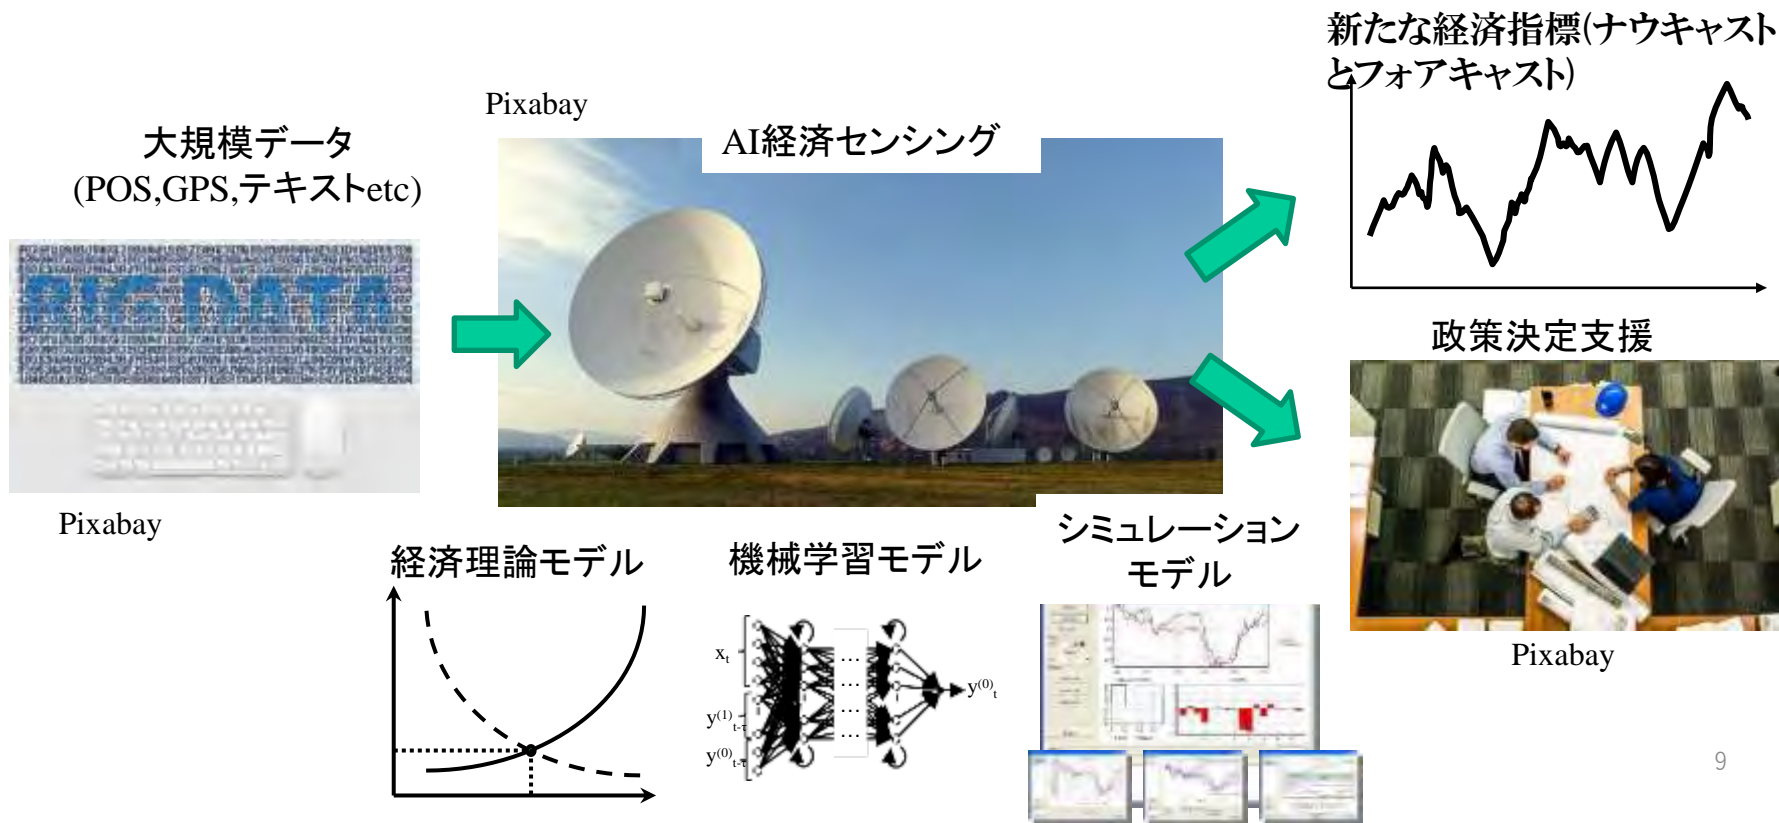 新たな経済指標(ナウキャスト
とフォアキャスト)
Pixabay
AI経済センシング
大規模データ
(POS,GPS,テキストetc)
BIG DATA
Pixabay
政策決定支援
Pixabay
経済理論モデル
機械学習モデル
シミュレーション
モデル
xₜ
y⁽¹⁾ₜ₋τ
y⁽⁰⁾ₜ₋τ
...
...
...
...
y⁽⁰⁾ₜ
9